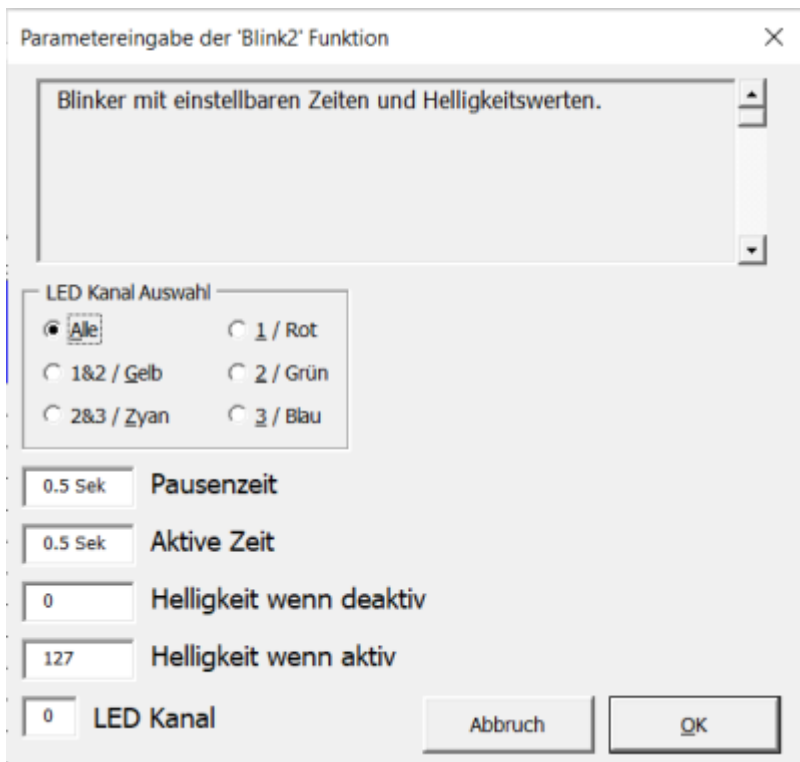 Parametereingabe der 'Blink2' Funktion
Blinker mit einstellbaren Zeiten und Helligkeitswerten.
LED Kanal Auswahl
Alle 1 / Rot
1&2 / Gelb 2 / Grün
2&3 / Zyan 3 / Blau
0.5 Sek Pausenzeit
0.5 Sek Aktive Zeit
0 Helligkeit wenn deaktiv
127 Helligkeit wenn aktiv
0 LED Kanal
Abbruch OK